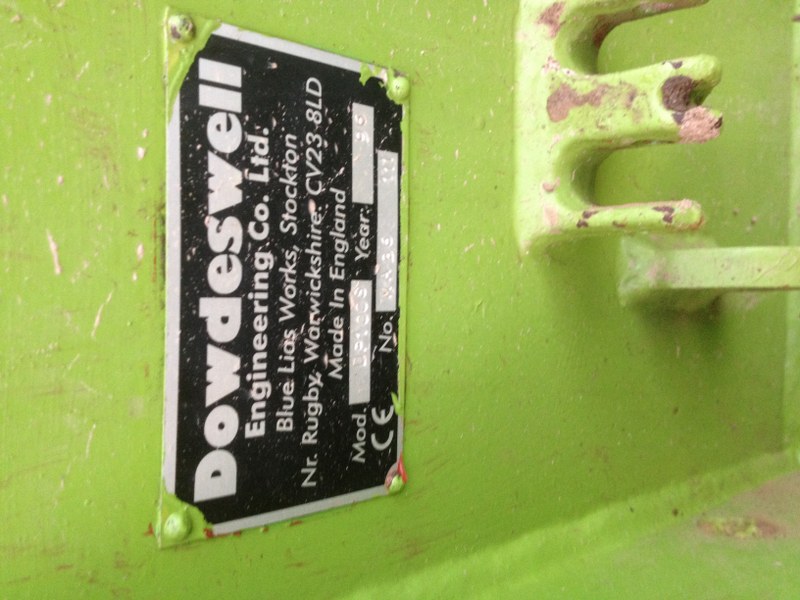 Dowdeswell
Engineering Co. Ltd.
Blue Lias Works, Stockton
Nr. Rugby, Warwickshire. CV23 8LD
Made In England
Mod. Year
CE No.